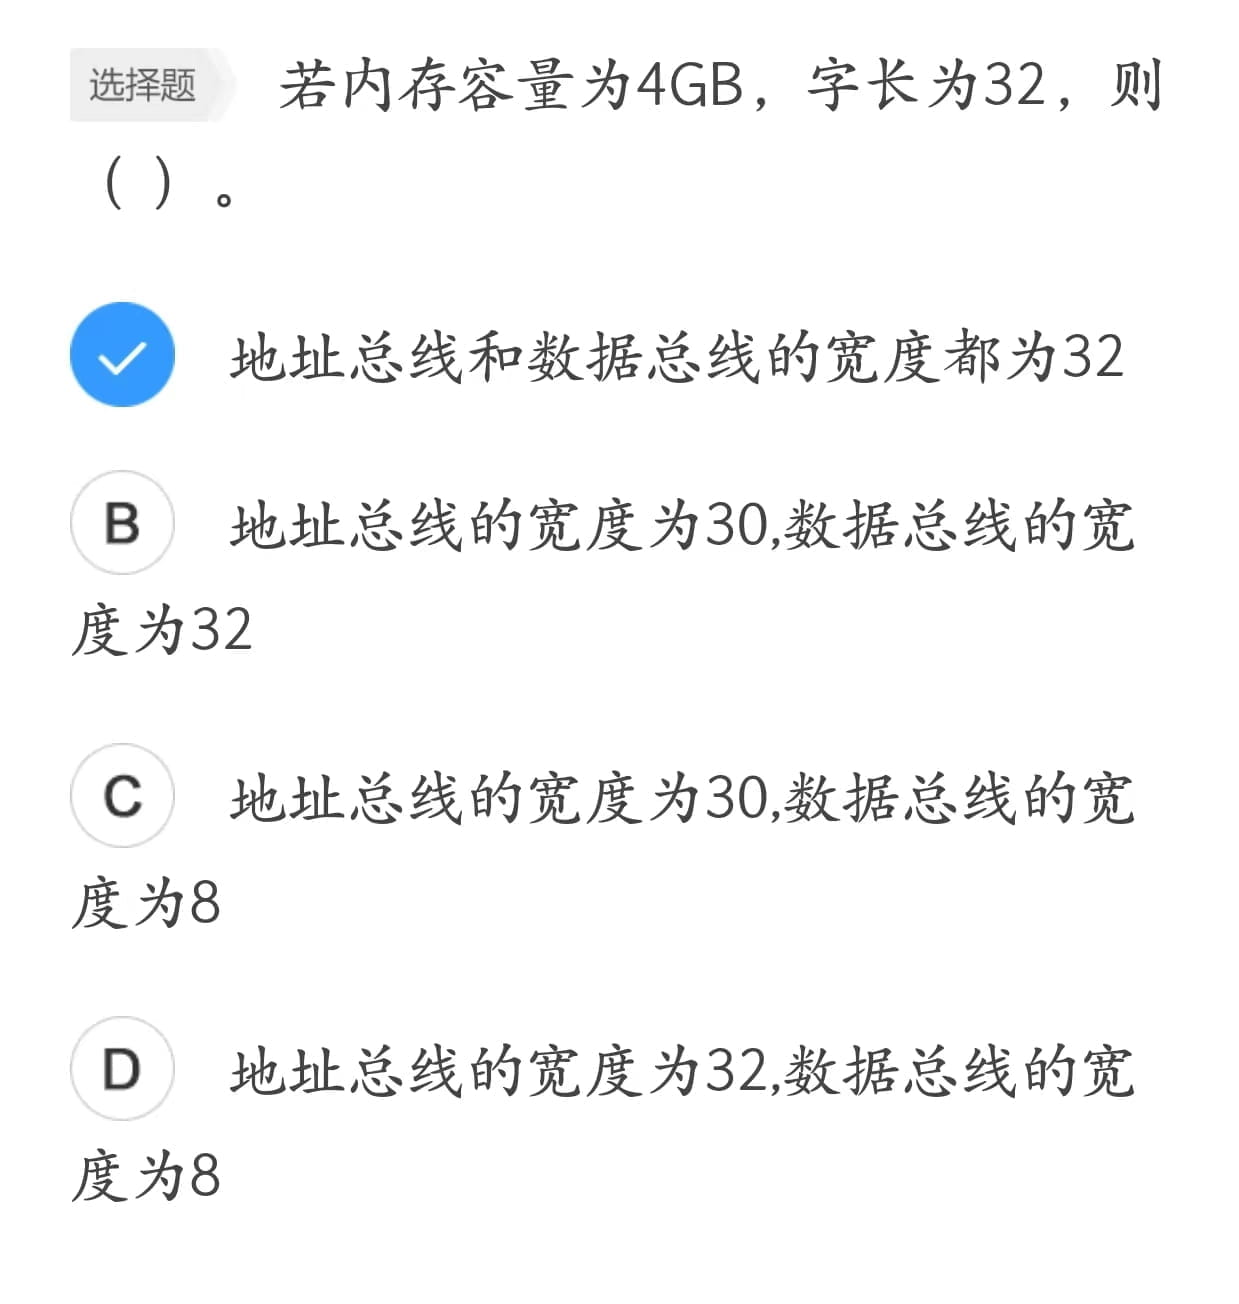 选择题 若内存容量为4GB，字长为32，则
（ ）。
地址总线和数据总线的宽度都为32
B 地址总线的宽度为30,数据总线的宽
度为32
C 地址总线的宽度为30,数据总线的宽
度为8
D 地址总线的宽度为32,数据总线的宽
度为8